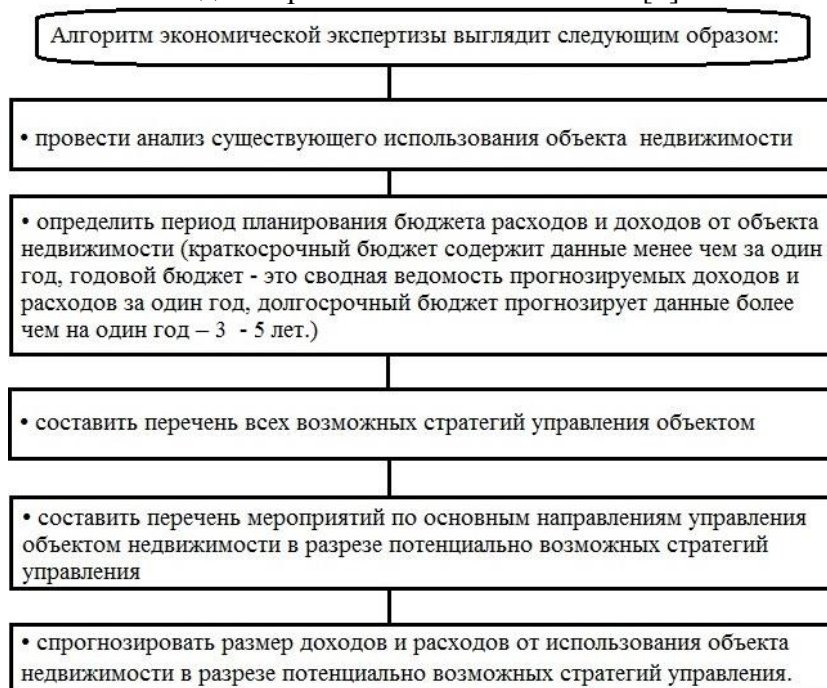 Алгоритм экономической экспертизы выглядит следующим образом:
• провести анализ существующего использования объекта недвижимости
• определить период планирования бюджета расходов и доходов от объекта
недвижимости (краткосрочный бюджет содержит данные менее чем за один
год, годовой бюджет - это сводная ведомость прогнозируемых доходов и
расходов за один год, долгосрочный бюджет прогнозирует данные более
чем на один год – 3 - 5 лет.)
• составить перечень всех возможных стратегий управления объектом
• составить перечень мероприятий по основным направлениям управления
объектом недвижимости в разрезе потенциально возможных стратегий
управления
• спрогнозировать размер доходов и расходов от использования объекта
недвижимости в разрезе потенциально возможных стратегий управления.